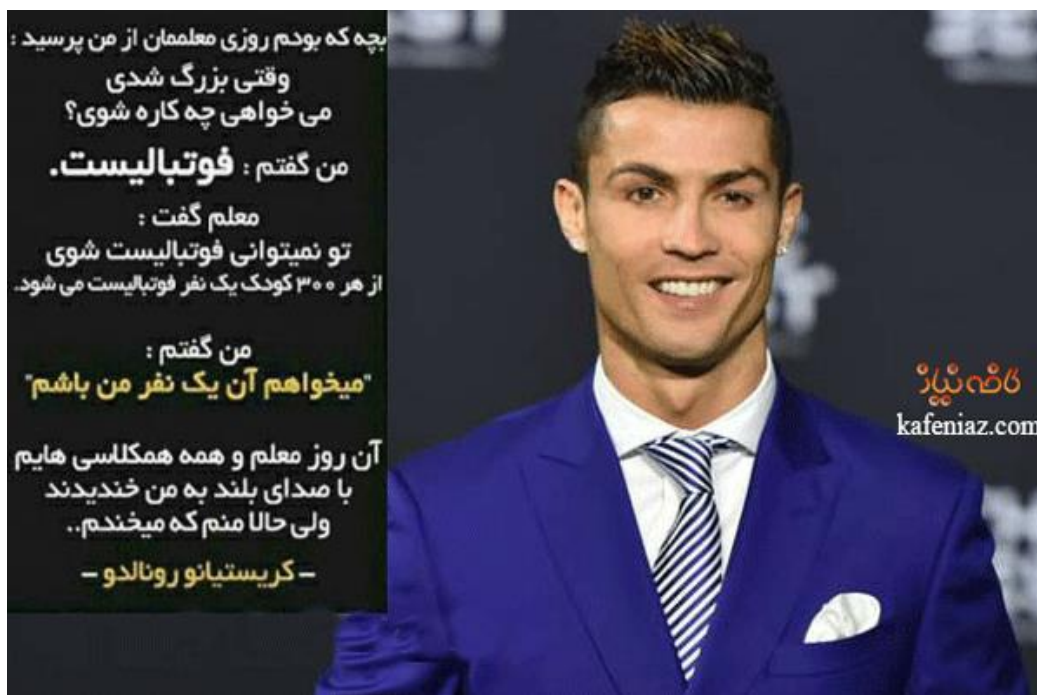 بچه که بودم روزی معلممان از من پرسید :
وقتی بزرگ شدی
می خواهی چه کاره شوی؟
من گفتم : فوتبالیست.
معلم گفت :
تو نمیتوانی فوتبالیست شوی
از هر ۳۰۰ کودک یک نفر فوتبالیست می شود.
من گفتم :
"میخواهم آن یک نفر من باشم"
آن روز معلم و همه همکلاسی هایم
با صدای بلند به من خندیدند
ولی حالا منم که میخندم..
– کریستیانو رونالدو –
کافه نیاز
kafeniaz.com